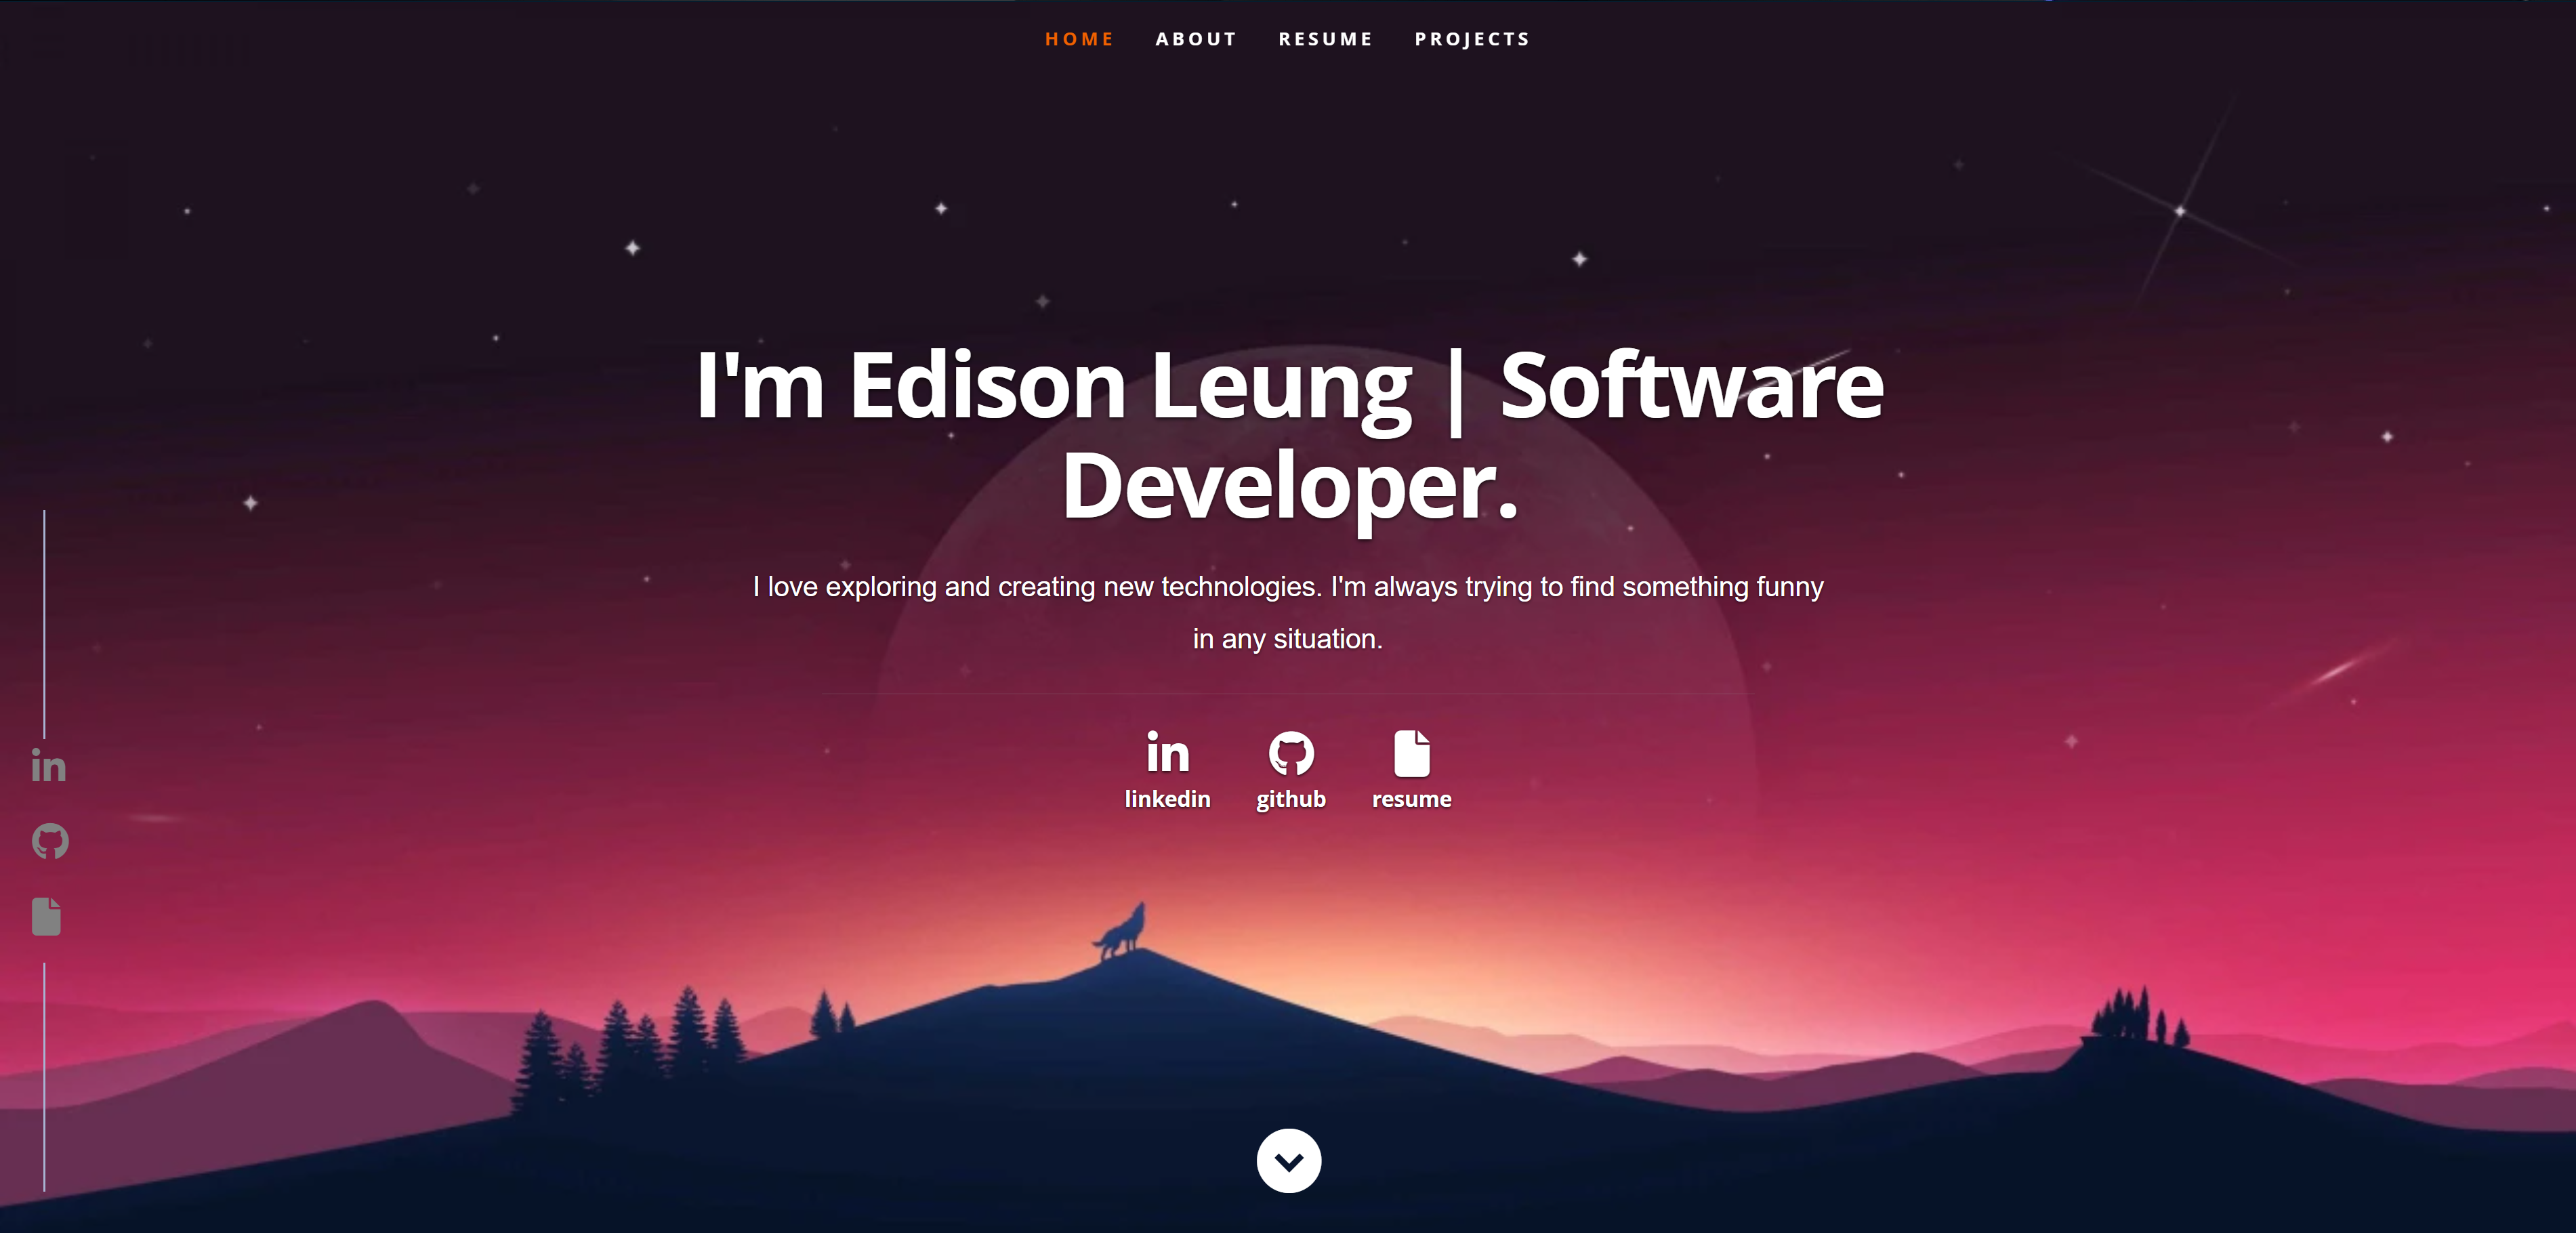 HOME ABOUT RESUME PROJECTS
I'm Edison Leung | Software
Developer.
I love exploring and creating new technologies. I'm always trying to find something funny
in any situation.
in in
linkedin github resume